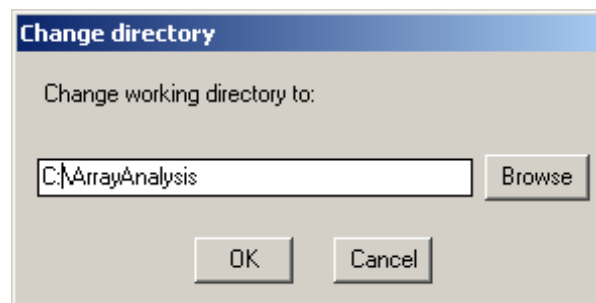 Change directory
Change working directory to:
C:\ArrayAnalysis
Browse
OK Cancel